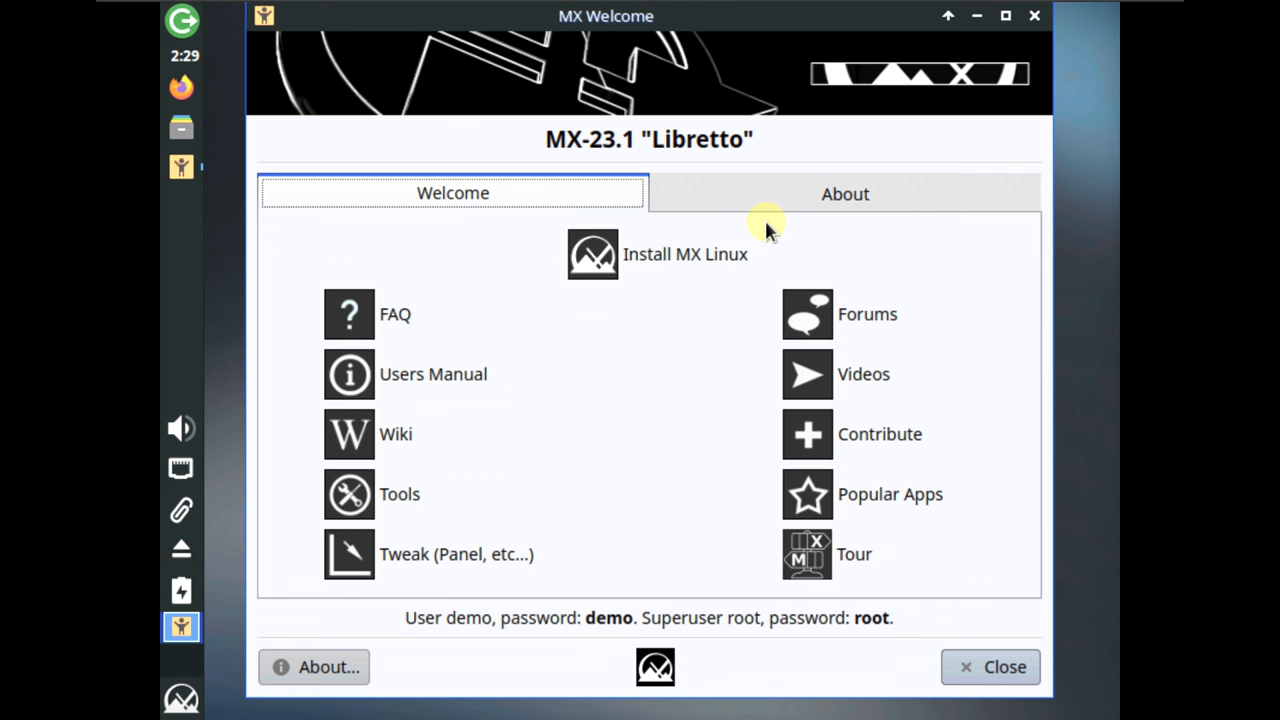 MX Welcome
2:29
MX-23.1 "Libretto"
Welcome
About
Install MX Linux
? FAQ
Forums
i Users Manual
Videos
W Wiki
Contribute
Tools
Popular Apps
Tweak (Panel, etc...)
X M Tour
User demo, password: demo. Superuser root, password: root.
About...
Close